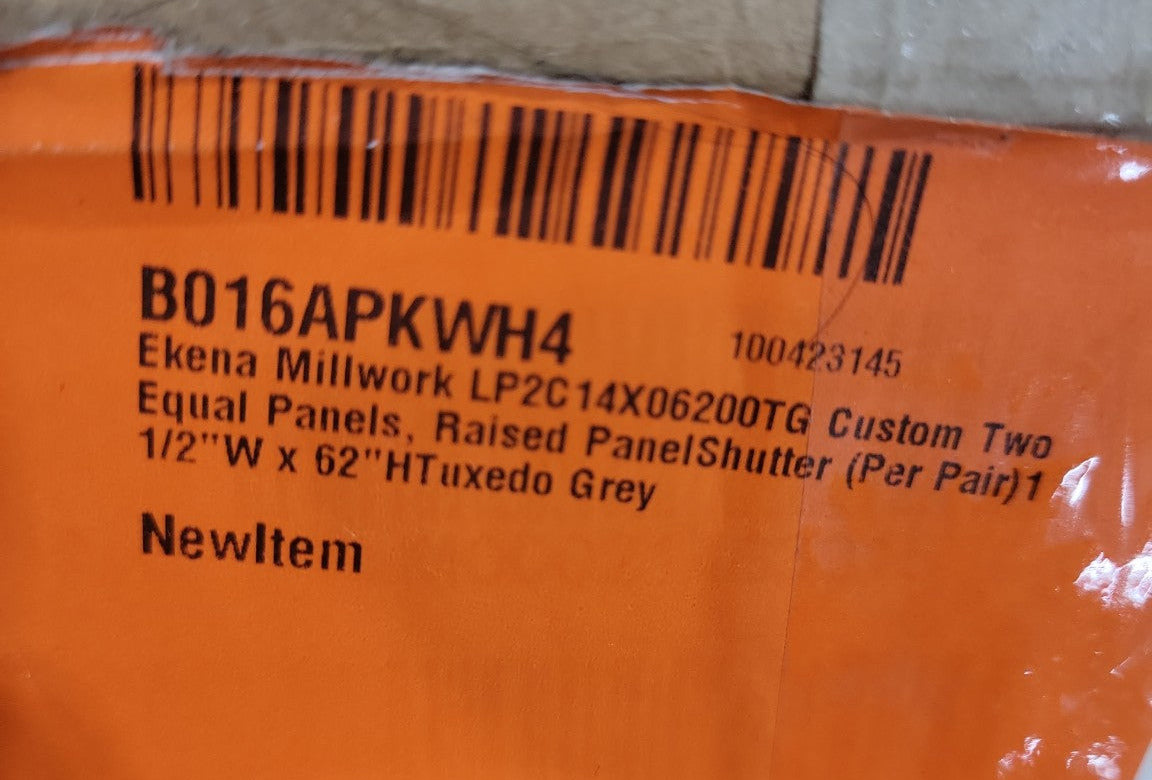 B016APKWH4
100423145
Ekena Millwork LP2C14X06200TG Custom Two
Equal Panels, Raised PanelShutter (Per Pair)1
1/2"W x 62"HTuxedo Grey
NewItem